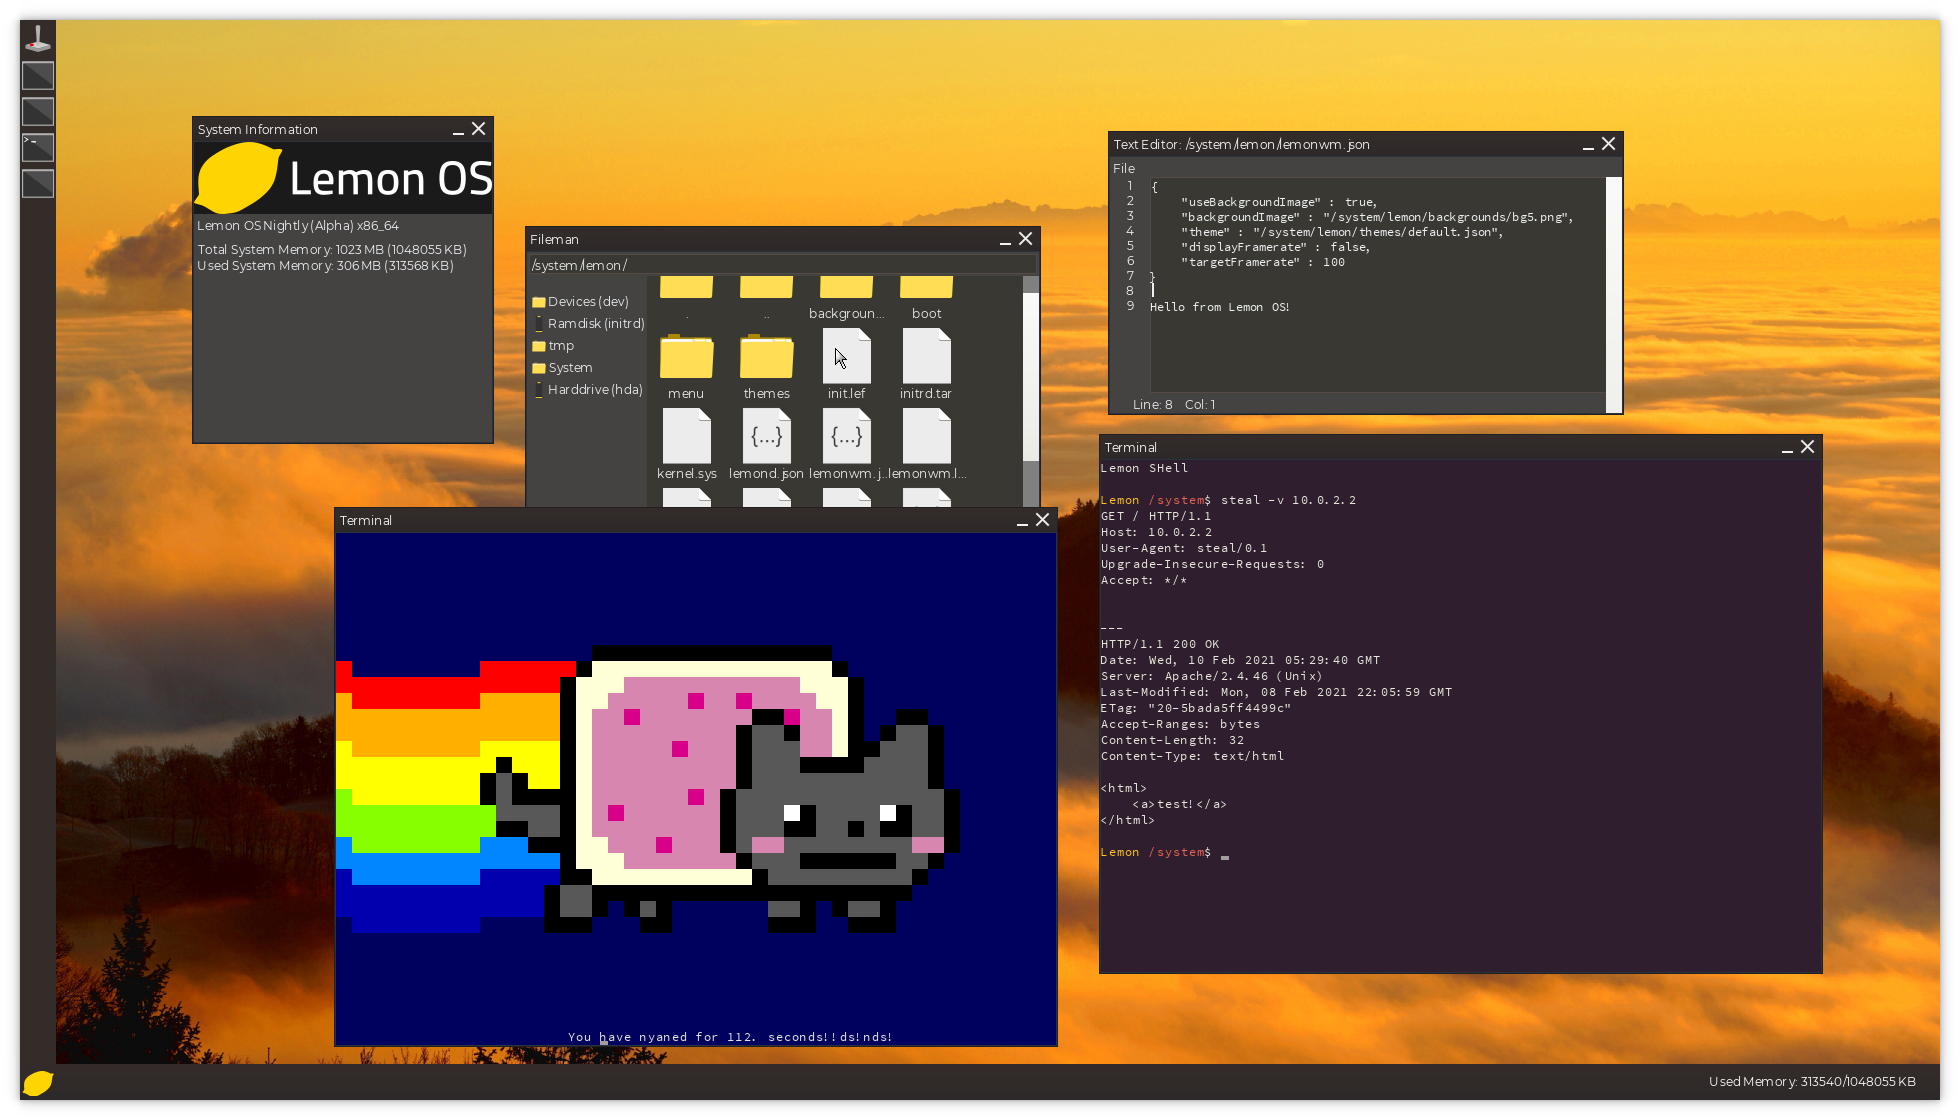 System Information
Lemon OS
Lemon OS Nightly (Alpha) x86_64
Total System Memory: 1023 MB (1048055 KB)
Used System Memory: 306 MB (313568 KB)
Fileman
/system/lemon/
Devices (dev)
Ramdisk (initrd)
tmp
System
Harddrive (hda)
. .. backgroun... boot
menu themes init.lef initrd.tar
{...} {...}
kernel.sys lemond.json lemonwm.j... lemonwm.l...
Text Editor: /system/lemon/lemonwm.json
File
1 {
2 "useBackgroundImage" : true,
3 "backgroundImage" : "/system/lemon/backgrounds/bg5.png",
4 "theme" : "/system/lemon/themes/default.json",
5 "displayFramerate" : false,
6 "targetFramerate" : 100
7 }
8
9 Hello from Lemon OS!
Line: 8 Col: 1
Terminal
You have nyaned for 112. seconds!!ds!nds!
Terminal
Lemon SHell
Lemon /system$ steal -v 10.0.2.2
GET / HTTP/1.1
Host: 10.0.2.2
User-Agent: steal/0.1
Upgrade-Insecure-Requests: 0
Accept: */*
---
HTTP/1.1 200 OK
Date: Wed, 10 Feb 2021 05:29:40 GMT
Server: Apache/2.4.46 (Unix)
Last-Modified: Mon, 08 Feb 2021 22:05:59 GMT
ETag: "20-5bada5ff4499c"
Accept-Ranges: bytes
Content-Length: 32
Content-Type: text/html
<html>
<a>test!</a>
</html>
Lemon /system$
Used Memory: 313540/1048055 KB